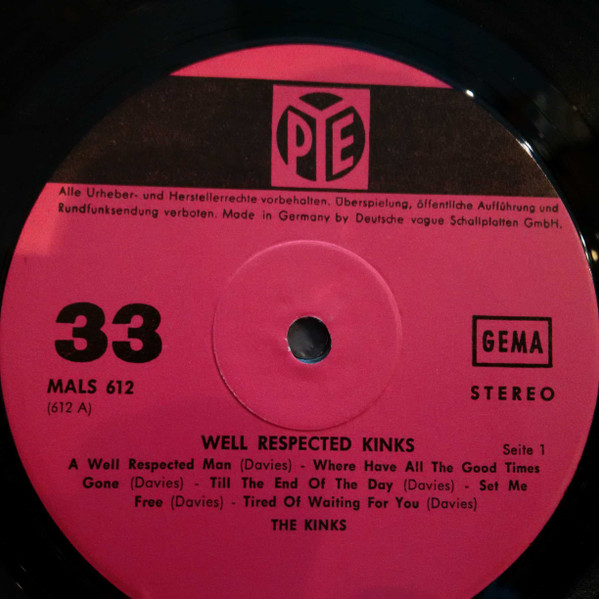 PYE
Alle Urheber- und Herstellerrechte vorbehalten. Überspielung, öffentliche Aufführung und
Rundfunksendung verboten. Made in Germany by Deutsche vogue Schallplatten GmbH.
33
GEMA
MALS 612
STEREO
(612 A)
WELL RESPECTED KINKS
Seite 1
A Well Respected Man (Davies) - Where Have All The Good Times
Gone (Davies) - Till The End Of The Day (Davies) - Set Me
Free (Davies) - Tired Of Waiting For You (Davies)
THE KINKS